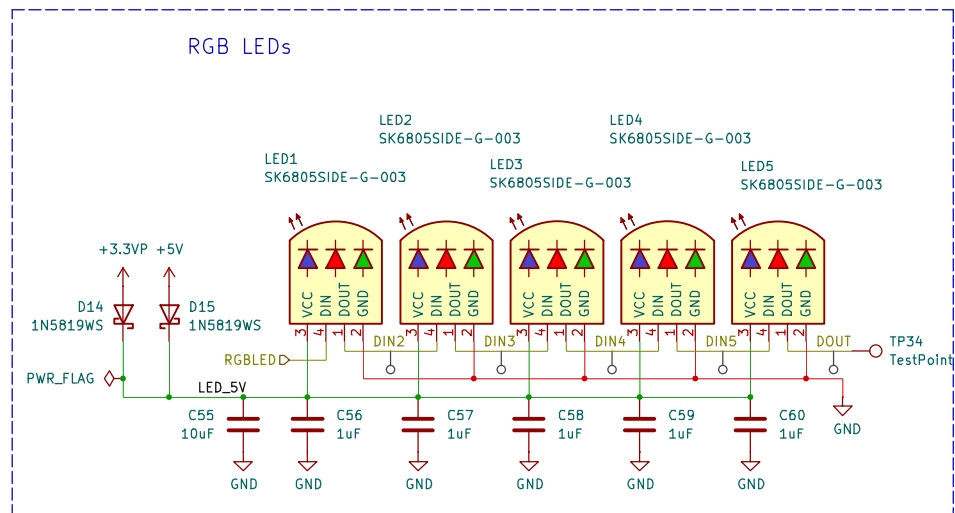 RGB LEDs
LED2
SK6805SIDE-G-003
LED4
SK6805SIDE-G-003
LED1
SK6805SIDE-G-003
LED3
SK6805SIDE-G-003
LED5
SK6805SIDE-G-003
+3.3VP +5V
D14
1N5819WS
D15
1N5819WS
VCC DIN DOUT GND
3 4 1 2
VCC DIN DOUT GND
3 4 1 2
VCC DIN DOUT GND
3 4 1 2
VCC DIN DOUT GND
3 4 1 2
VCC DIN DOUT GND
3 4 1 2
RGBLED
DIN2
DIN3
DIN4
DIN5
DOUT
TP34
TestPoint
PWR_FLAG
LED_5V
C55
10uF
C56
1uF
C57
1uF
C58
1uF
C59
1uF
C60
1uF
GND
GND
GND
GND
GND
GND
GND